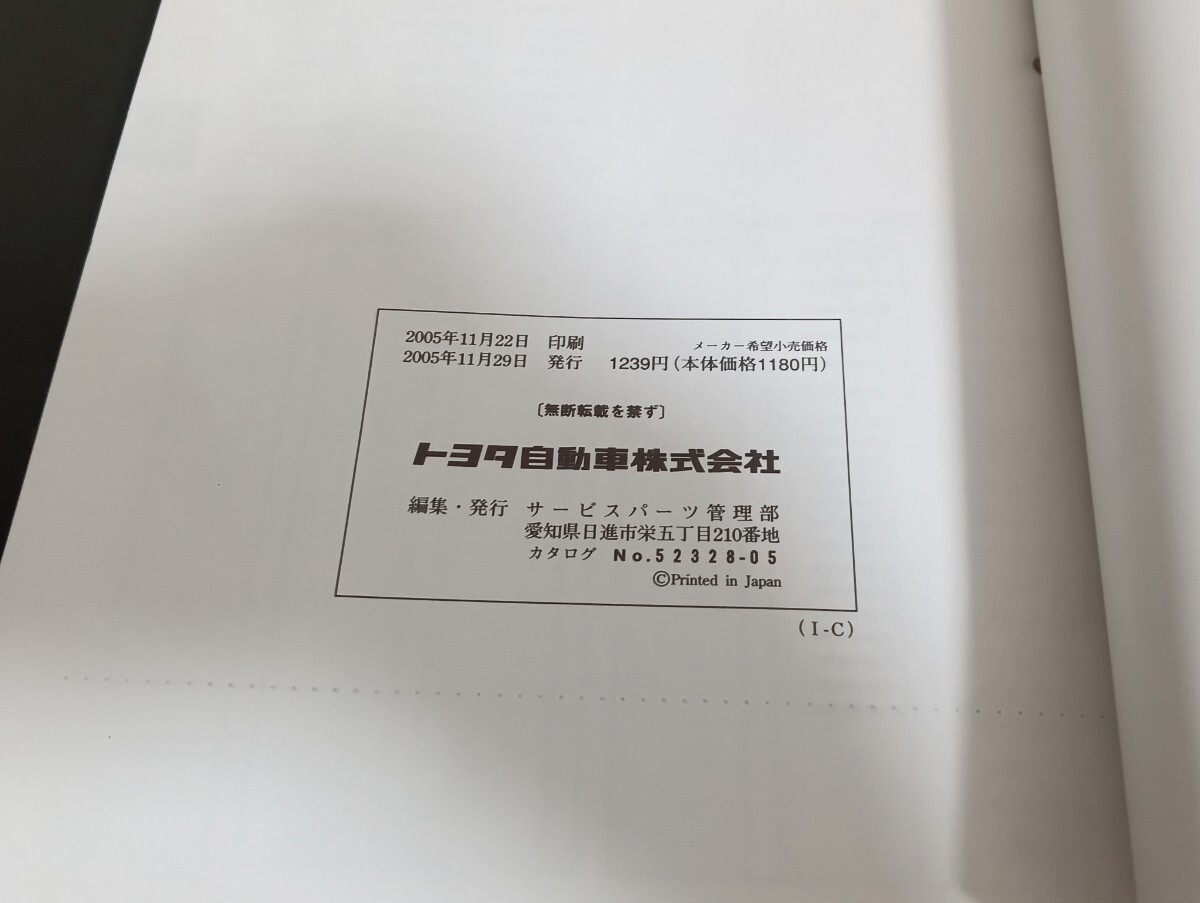 2005年11月22日 印刷 メーカー希望小売価格
2005年11月29日 発行 1239円(本体価格1180円)
〔無断転載を禁ず〕
トヨタ自動車株式会社
編集・発行 サービスパーツ管理部
愛知県日進市栄五丁目210番地
カタログ No.52328-05
©Printed in Japan
(I-C)